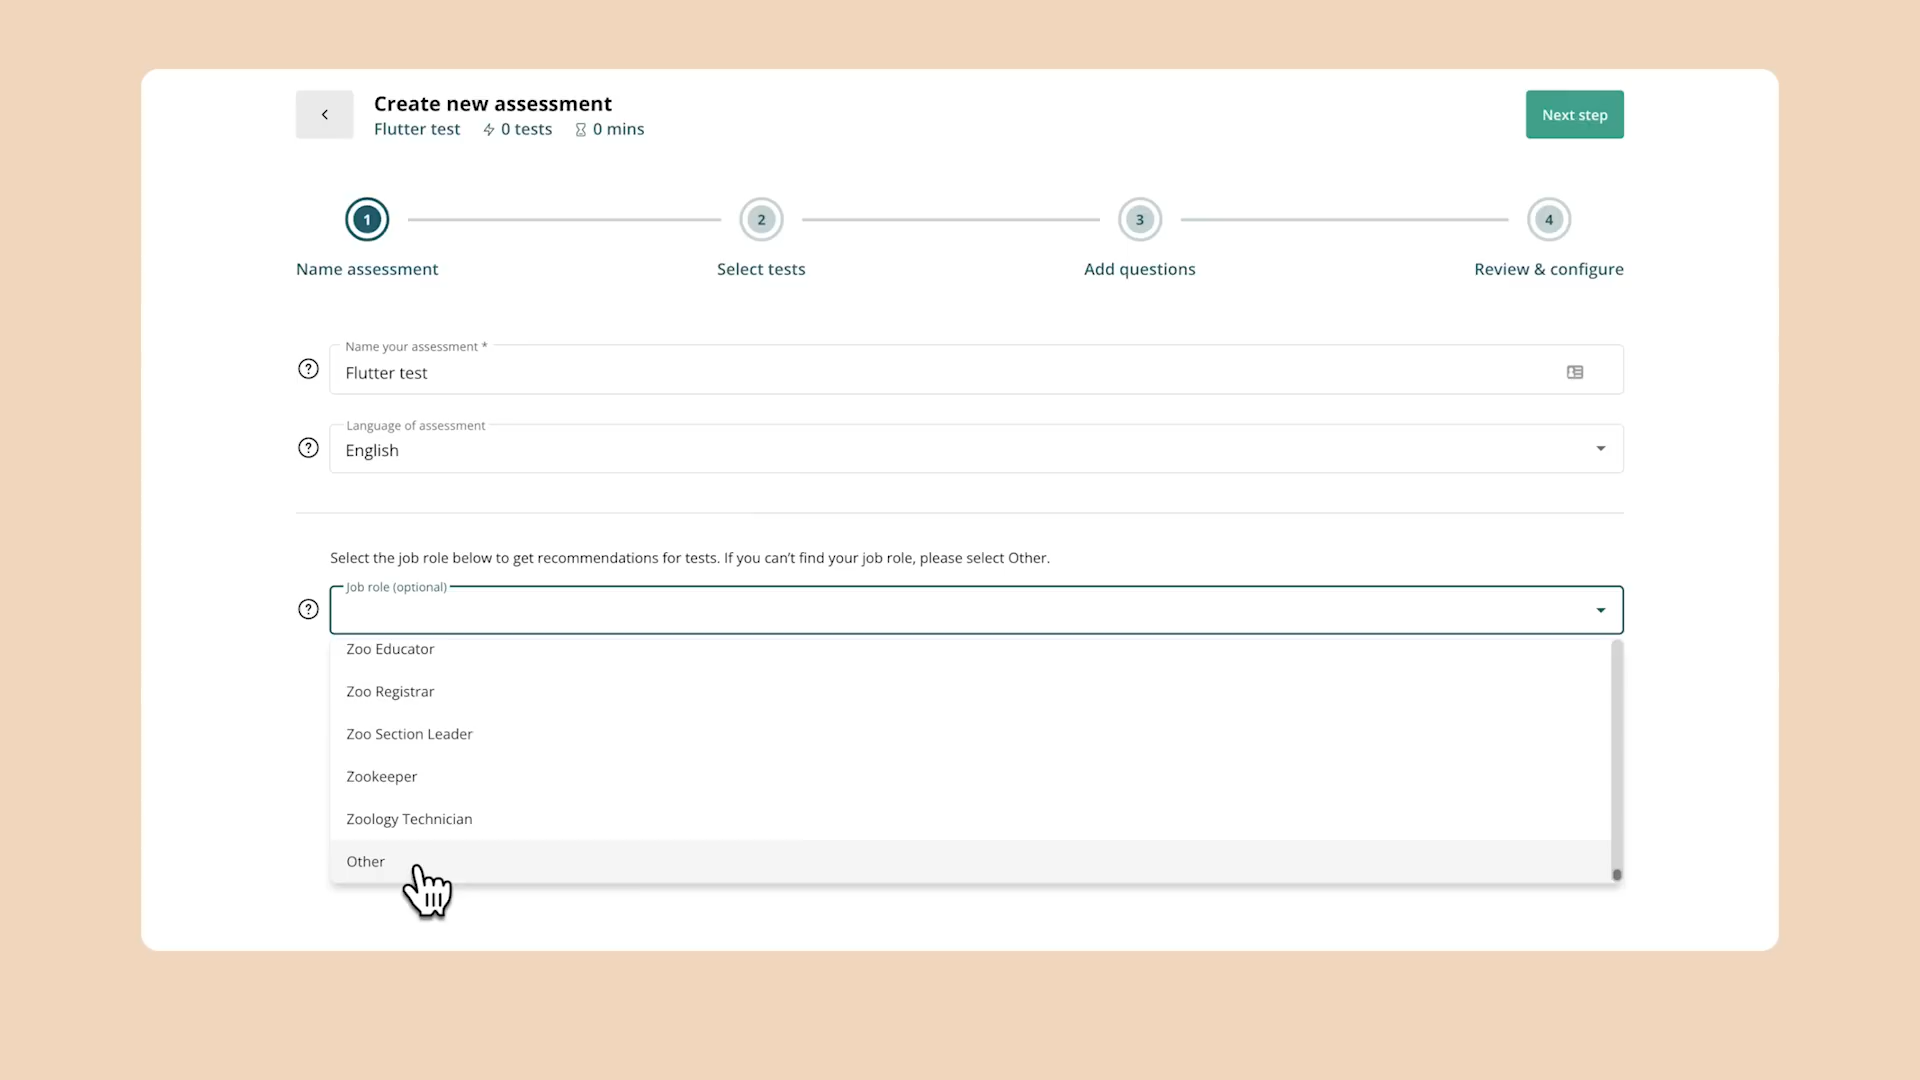 Create new assessment
Next step
Flutter test 0 tests 0 mins
1 2 3 4
Name assessment Select tests Add questions Review & configure
Name your assessment *
? Flutter test
Language of assessment
? English
Select the job role below to get recommendations for tests. If you can't find your job role, please select Other.
Job role (optional)
?
Zoo Educator
Zoo Registrar
Zoo Section Leader
Zookeeper
Zoology Technician
Other